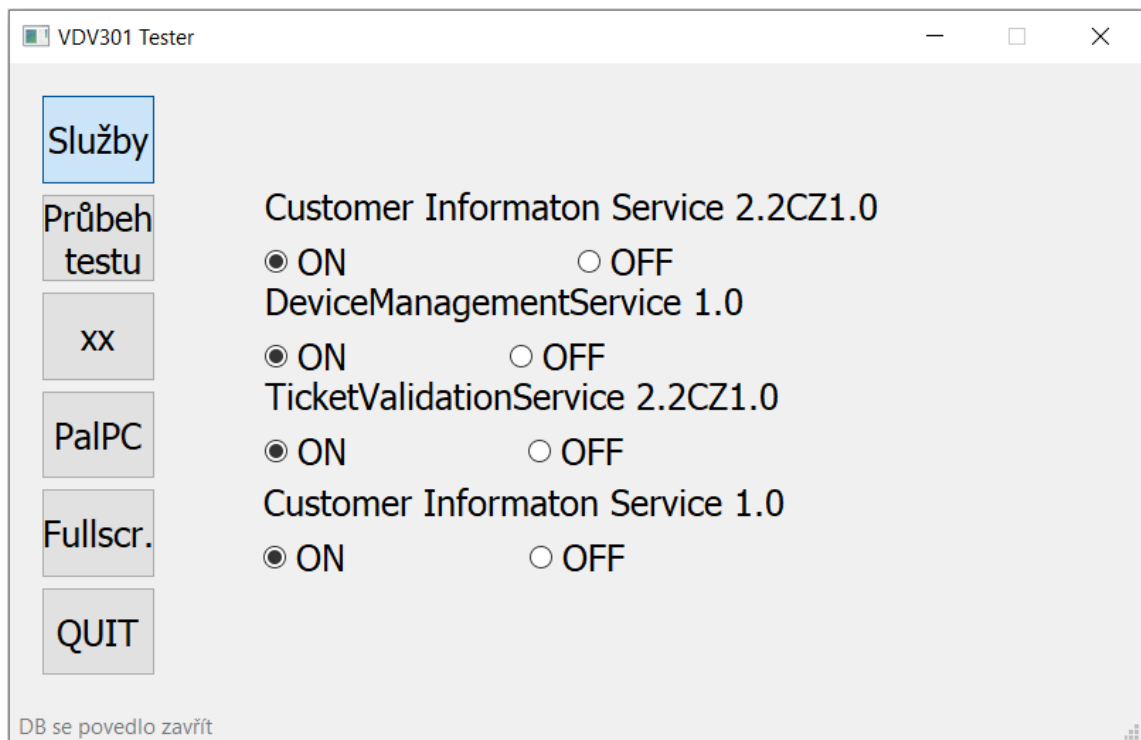 VDV301 Tester
Služby
Průbeh
testu
xx
PalPC
Fullscr.
QUIT
Customer Informaton Service 2.2CZ1.0
ON OFF
DeviceManagementService 1.0
ON OFF
TicketValidationService 2.2CZ1.0
ON OFF
Customer Informaton Service 1.0
ON OFF
DB se povedlo zavřít